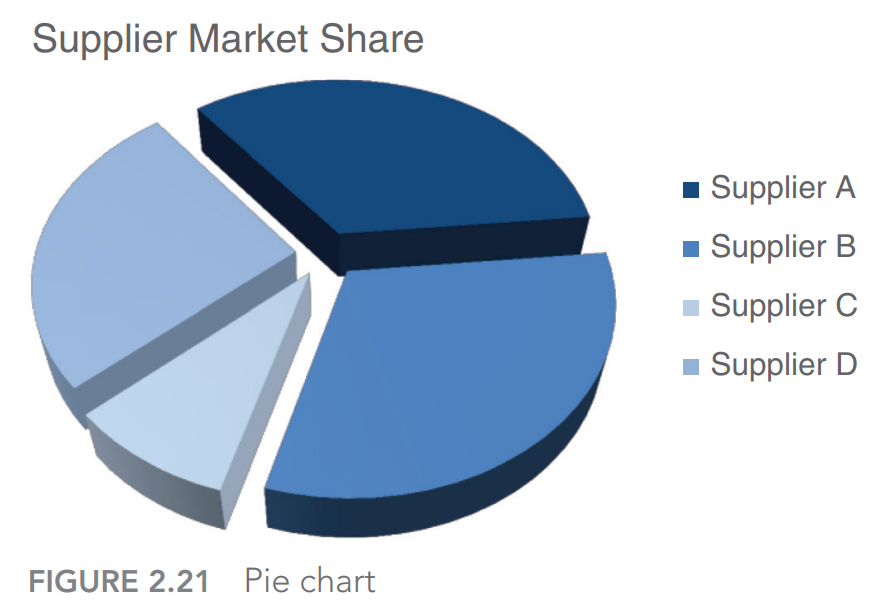 Supplier Market Share
Supplier A
Supplier B
Supplier C
Supplier D
FIGURE 2.21 Pie chart